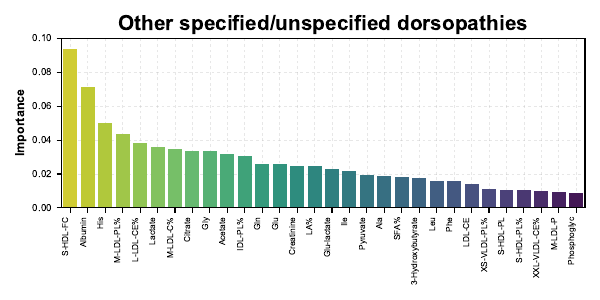 Other specified/unspecified dorsopathies
Importance
0.10
0.08
0.06
0.04
0.02
0.00
S-HDL-FC
Albumin
His
M-LDL-PL%
L-LDL-CE%
Lactate
M-LDL-C%
Citrate
Gly
Acetate
IDL-PL%
Gln
Glu
Creatinine
LA%
Glu-lactate
Ile
Pyruvate
Ala
SFA%
3-Hydroxybutyrate
Leu
Phe
LDL-CE
XS-VLDL-PL%
S-HDL-PL
S-HDL-PL%
XXL-VLDL-CE%
M-LDL-P
Phosphoglyc